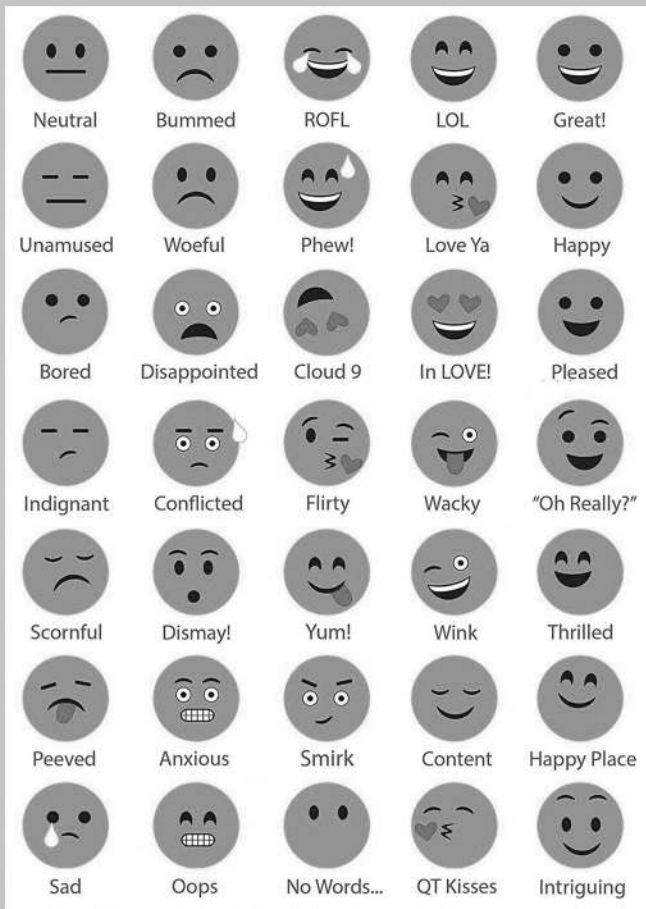 Neutral Bummed ROFL LOL Great!
Unamused Woeful Phew! Love Ya Happy
Bored Disappointed Cloud 9 In LOVE! Pleased
Indignant Conflicted Flirty Wacky “Oh Really?”
Scornful Dismay! Yum! Wink Thrilled
Peeved Anxious Smirk Content Happy Place
Sad Oops No Words... QT Kisses Intriguing